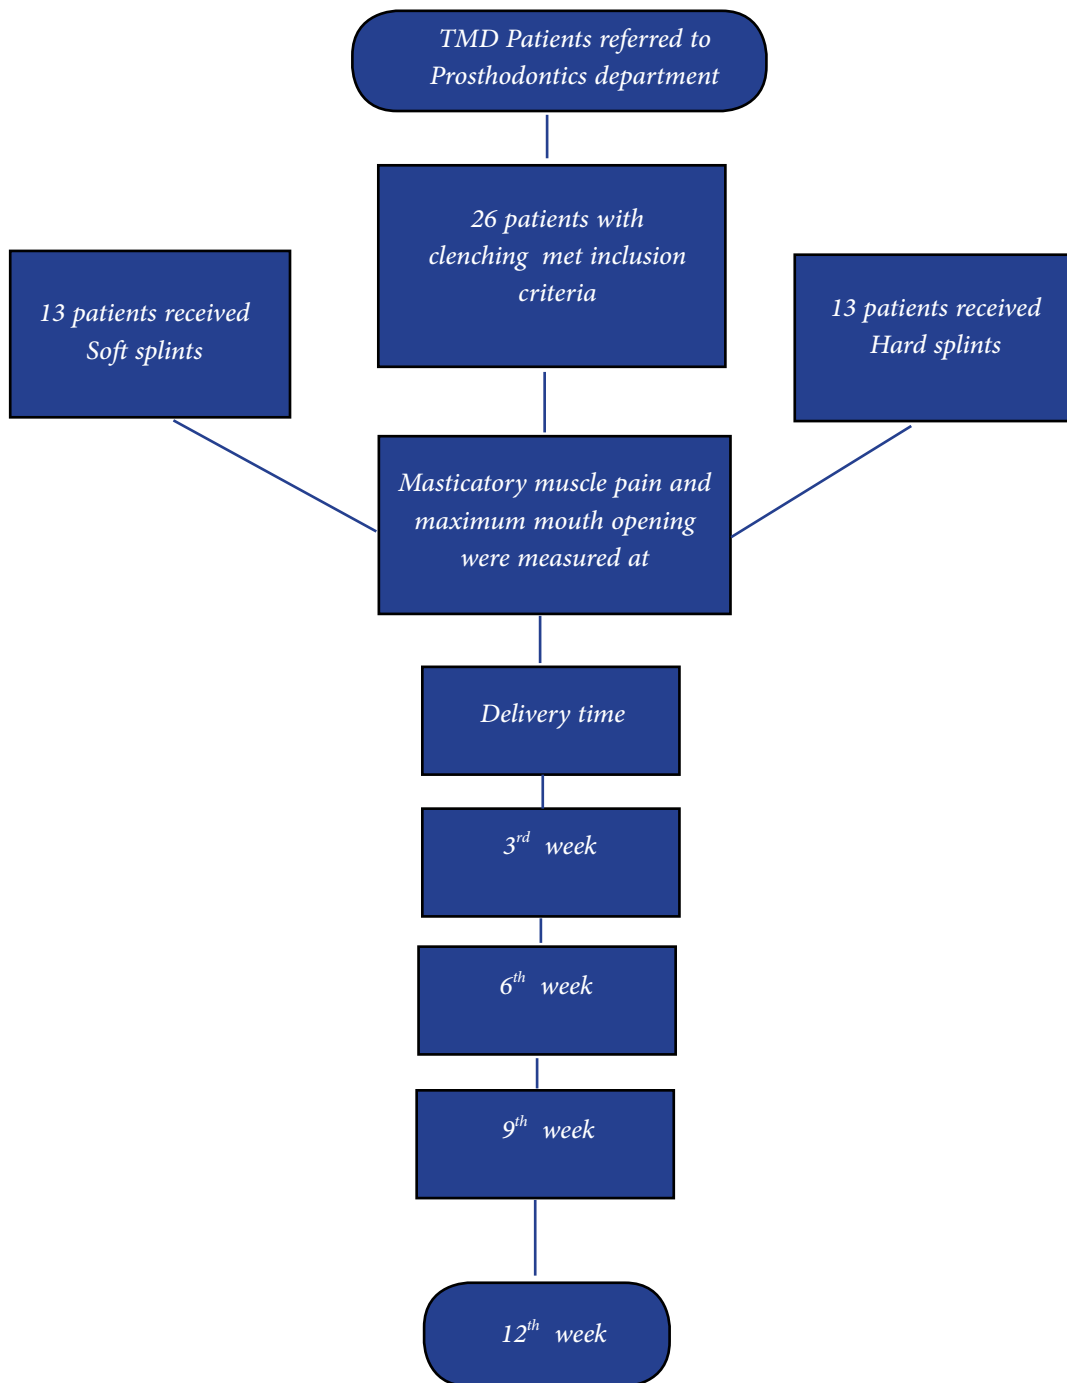 TMD Patients referred to
Prosthodontics department
26 patients with
clenching met inclusion
criteria
13 patients received
Soft splints
13 patients received
Hard splints
Masticatory muscle pain and
maximum mouth opening
were measured at
Delivery time
3rd week
6th week
9th week
12th week